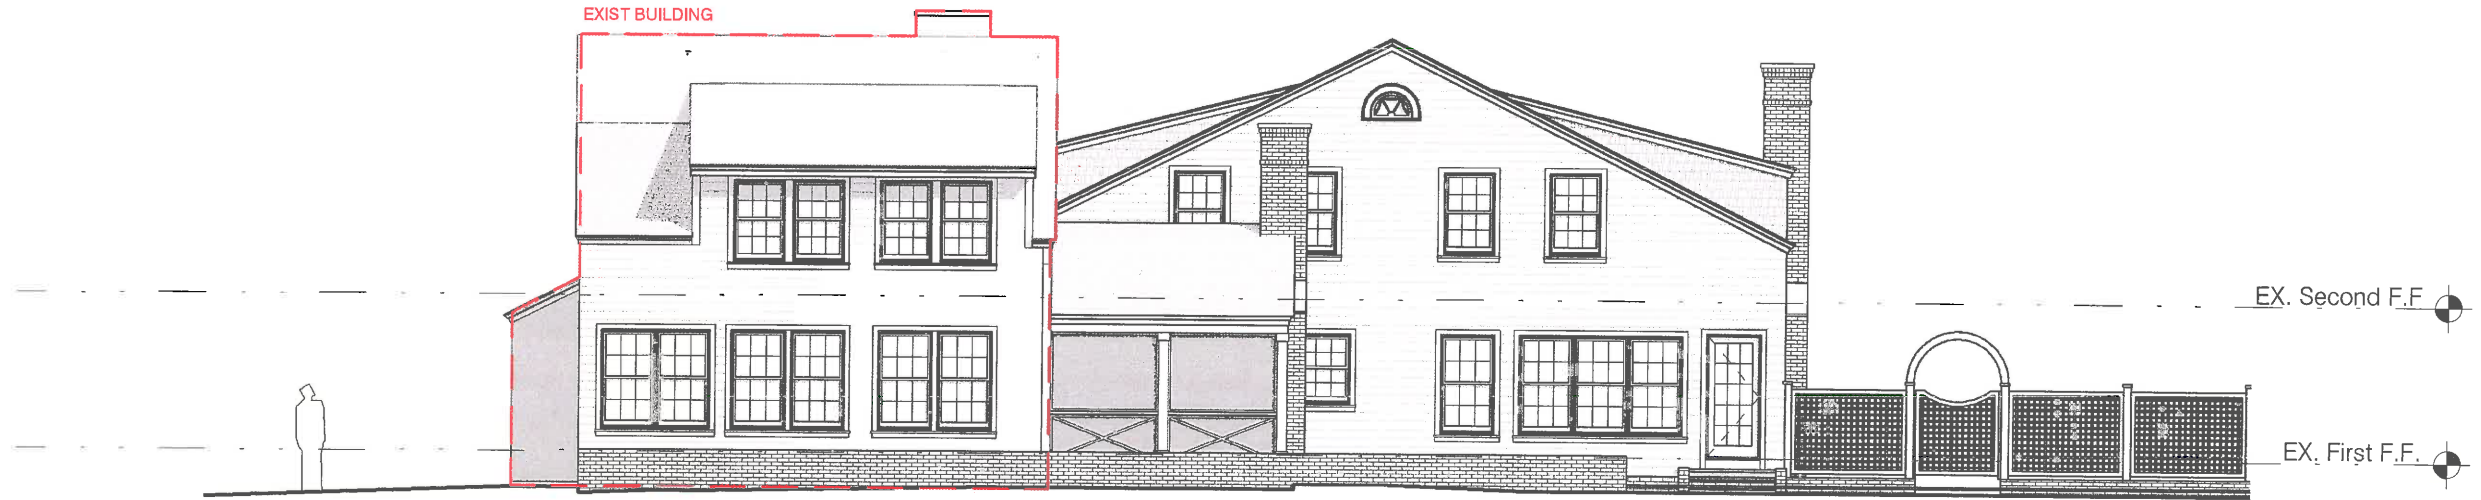 EXIST BUILDING
EX. Second F.F
EX. First F.F.